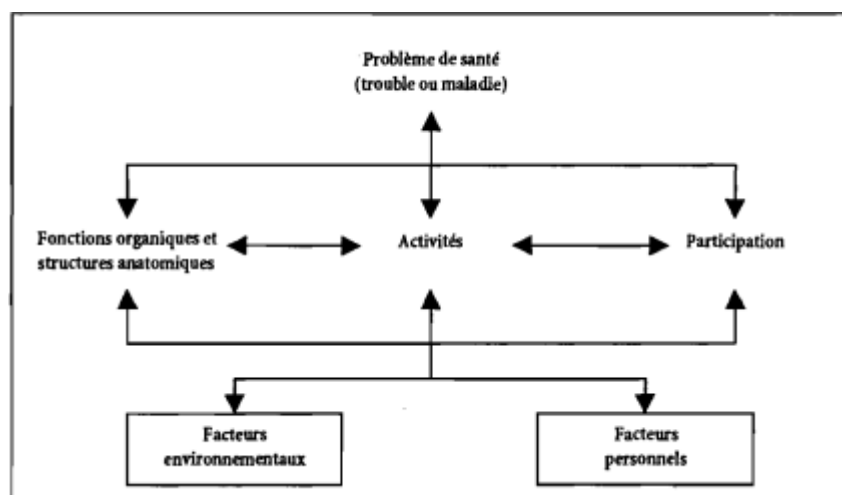 Problème de santé
(trouble ou maladie)
Fonctions organiques et
structures anatomiques
Activités
Participation
Facteurs
environnementaux
Facteurs
personnels